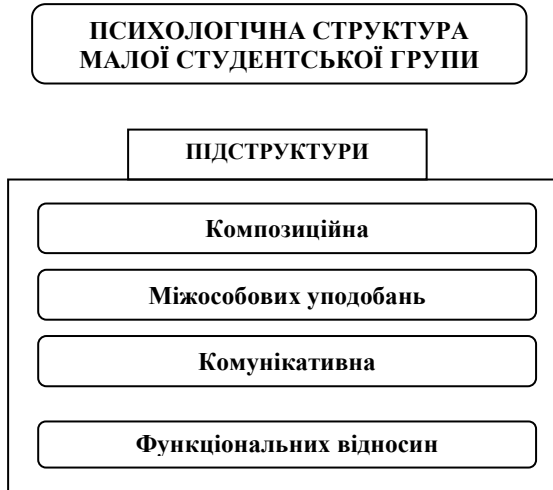 ПСИХОЛОГІЧНА СТРУКТУРА
МАЛОЇ СТУДЕНТСЬКОЇ ГРУПИ
ПІДСТРУКТУРИ
Композиційна
Міжособових уподобань
Комунікативна
Функціональних відносин